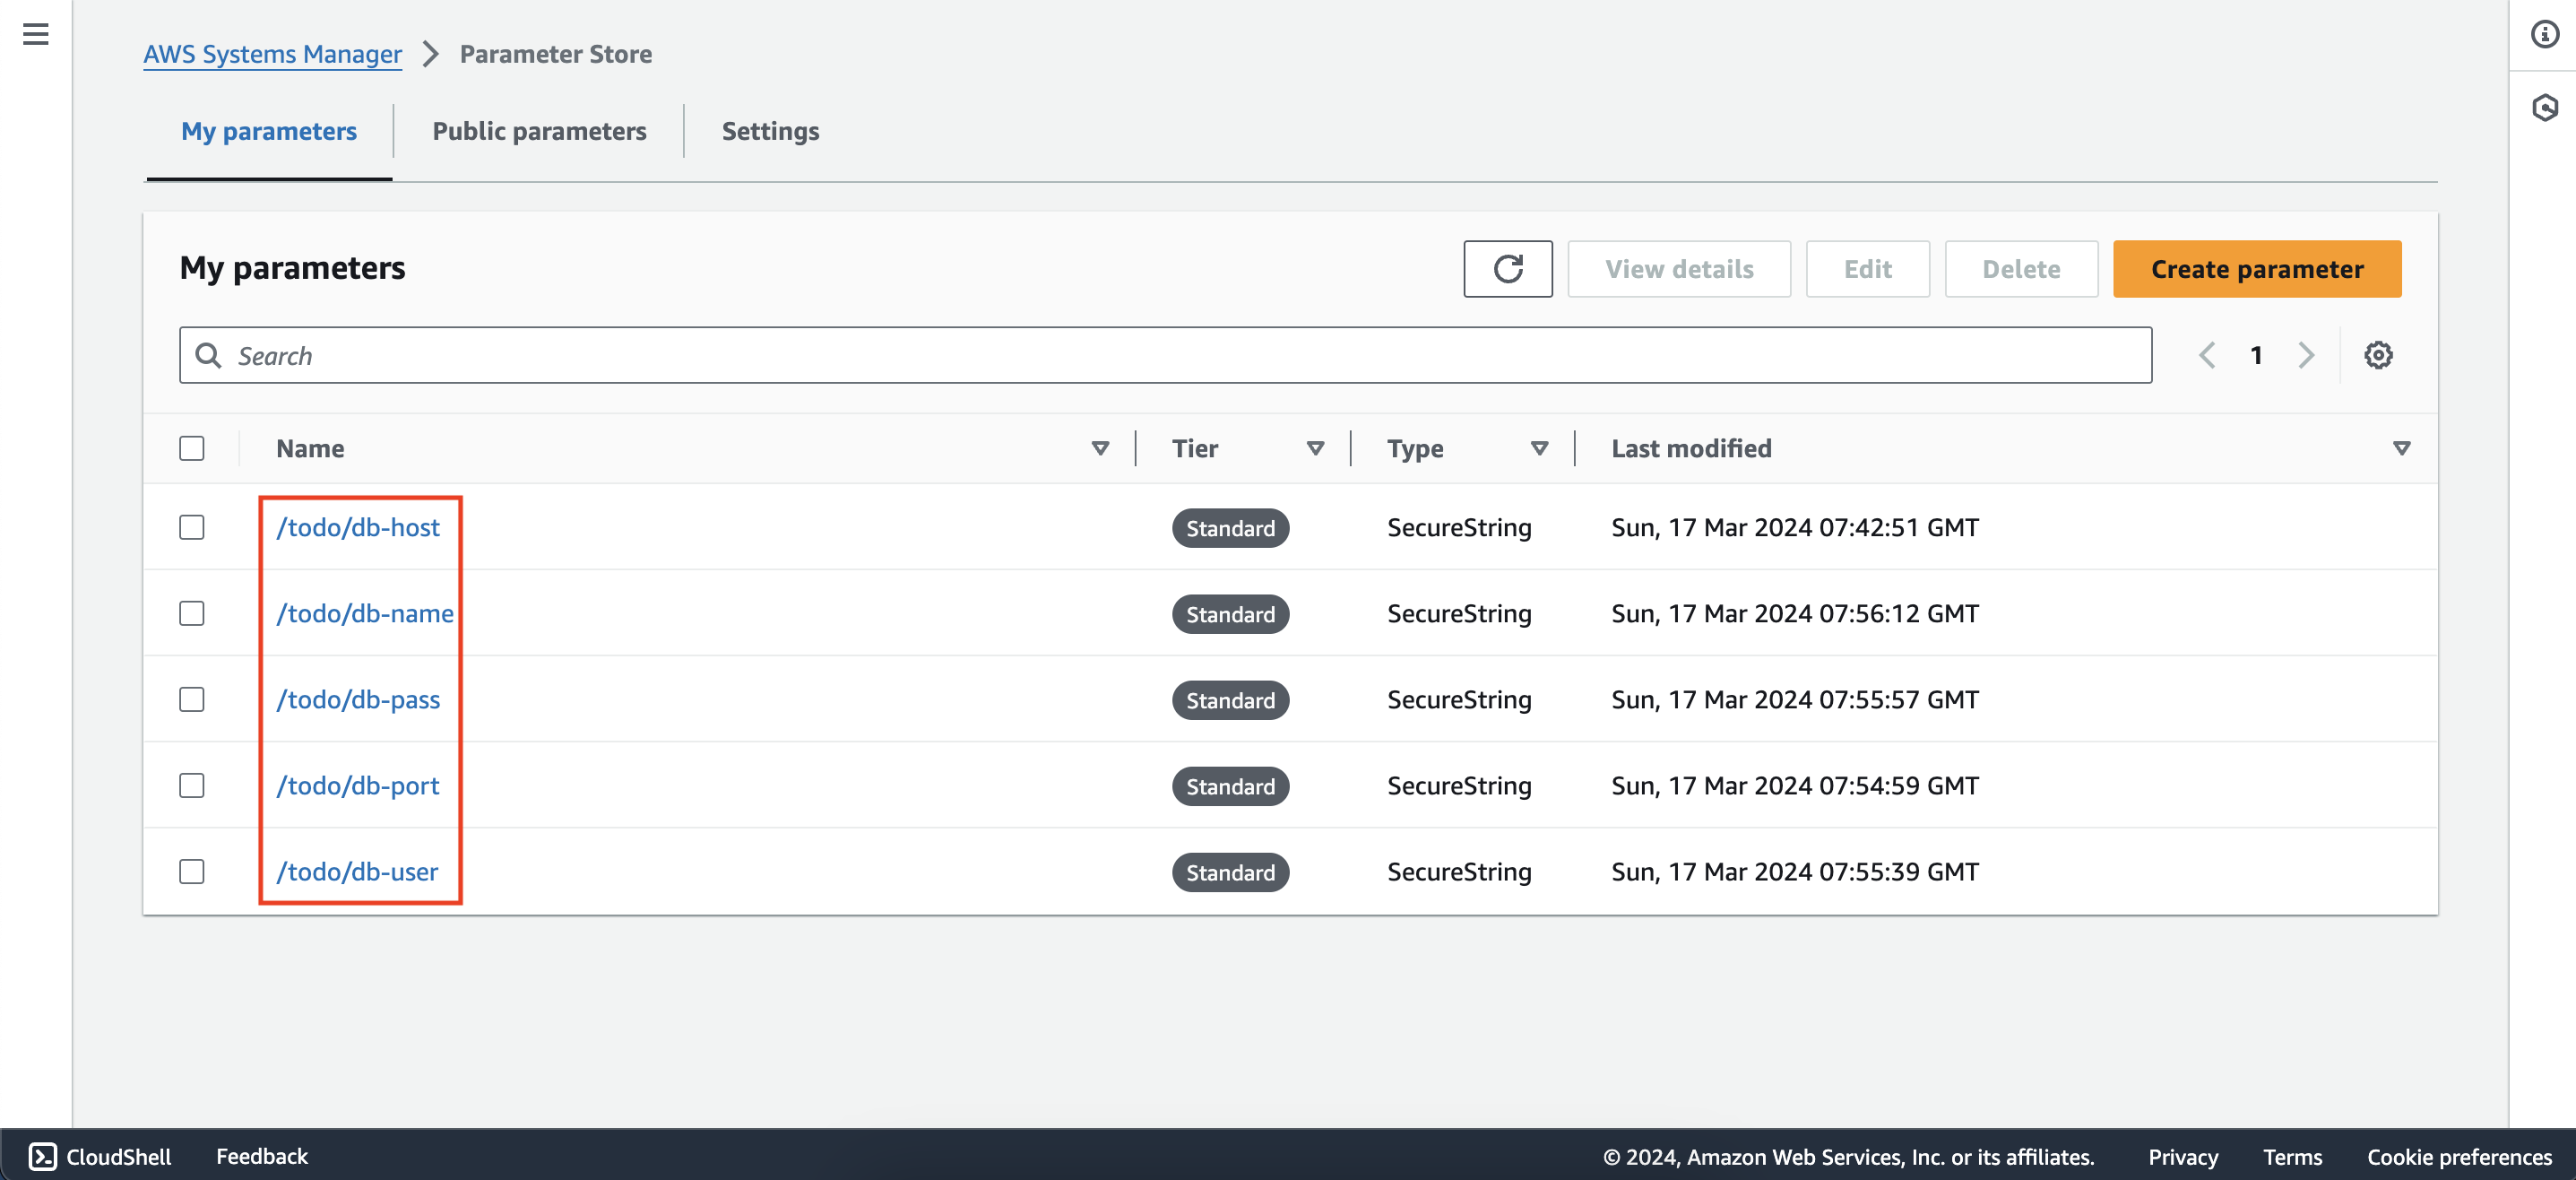 AWS Systems Manager > Parameter Store
My parameters Public parameters Settings
My parameters View details Edit Delete Create parameter
Search 1
Name Tier Type Last modified
/todo/db-host Standard SecureString Sun, 17 Mar 2024 07:42:51 GMT
/todo/db-name Standard SecureString Sun, 17 Mar 2024 07:56:12 GMT
/todo/db-pass Standard SecureString Sun, 17 Mar 2024 07:55:57 GMT
/todo/db-port Standard SecureString Sun, 17 Mar 2024 07:54:59 GMT
/todo/db-user Standard SecureString Sun, 17 Mar 2024 07:55:39 GMT
CloudShell Feedback © 2024, Amazon Web Services, Inc. or its affiliates. Privacy Terms Cookie preferences